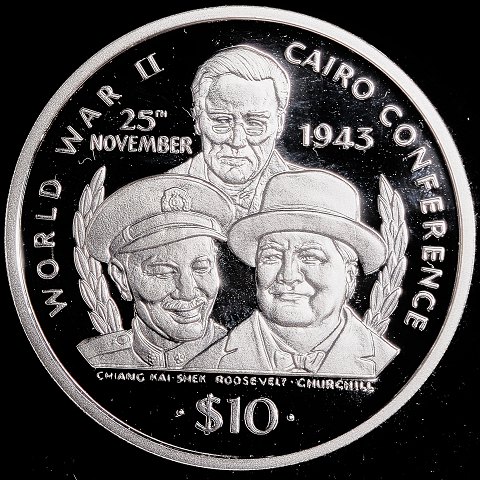 WORLD WAR II
CAIRO CONFERENCE
25TH
NOVEMBER
1943
CHIANG KAI-SHEK ROOSEVELT · CHURCHILL
· $10 ·